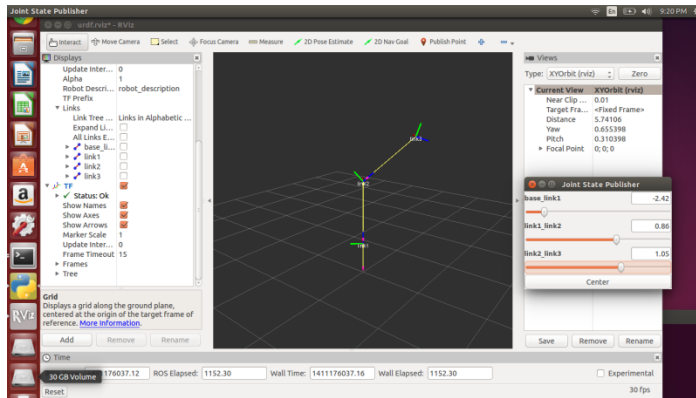 Joint State Publisher
En
9:20 PM
urdf.rviz* - RViz
Interact
Move Camera
Select
Focus Camera
Measure
2D Pose Estimate
2D Nav Goal
Publish Point
Displays
Update Inter... 0
Alpha 1
Robot Descri... robot_description
TF Prefix
Links
Link Tree ... Links in Alphabetic ...
Expand Li...
All Links E...
base_li...
link1
link2
link3
TF
Status: Ok
Show Names
Show Axes
Show Arrows
Marker Scale 1
Update Inter... 0
Frame Timeout 15
Frames
Tree
Grid
Displays a grid along the ground plane,
centered at the origin of the target frame of
reference. More Information.
Add
Remove
Rename
link3
link2
link1
Views
Type: XYOrbit (rviz)
Zero
Current View XYOrbit (rviz)
Near Clip ... 0.01
Target Fra... <Fixed Frame>
Distance 5.74106
Yaw 0.655398
Pitch 0.310398
Focal Point 0; 0; 0
Joint State Publisher
base_link1 -2.42
link1_link2 0.86
link2_link3 1.05
Center
Save
Remove
Rename
Time
30 GB Volume
176037.12
ROS Elapsed: 1152.30
Wall Time: 1411176037.16
Wall Elapsed: 1152.30
Experimental
Reset
30 fps
RViz